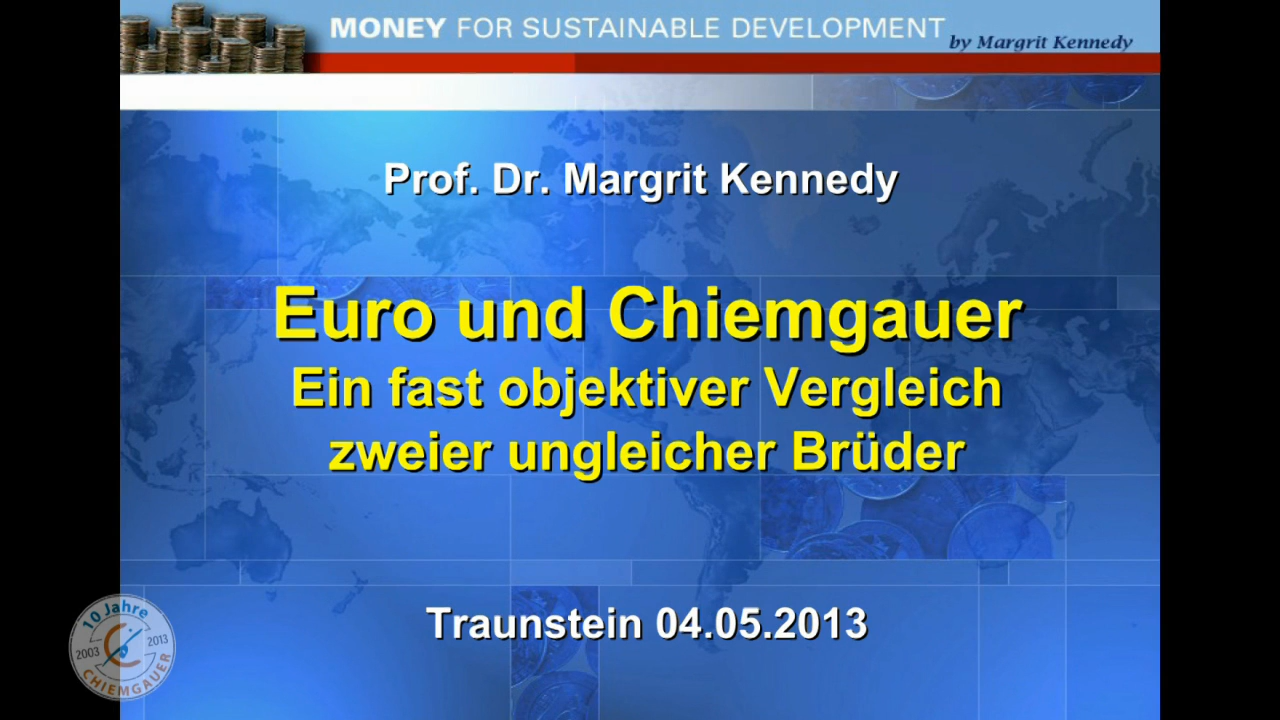 MONEY FOR SUSTAINABLE DEVELOPMENT
by Margrit Kennedy
Prof. Dr. Margrit Kennedy
Euro und Chiemgauer
Ein fast objektiver Vergleich
zweier ungleicher Brüder
Traunstein 04.05.2013
10 Jahre
2003 2013
CHIEMGAUER